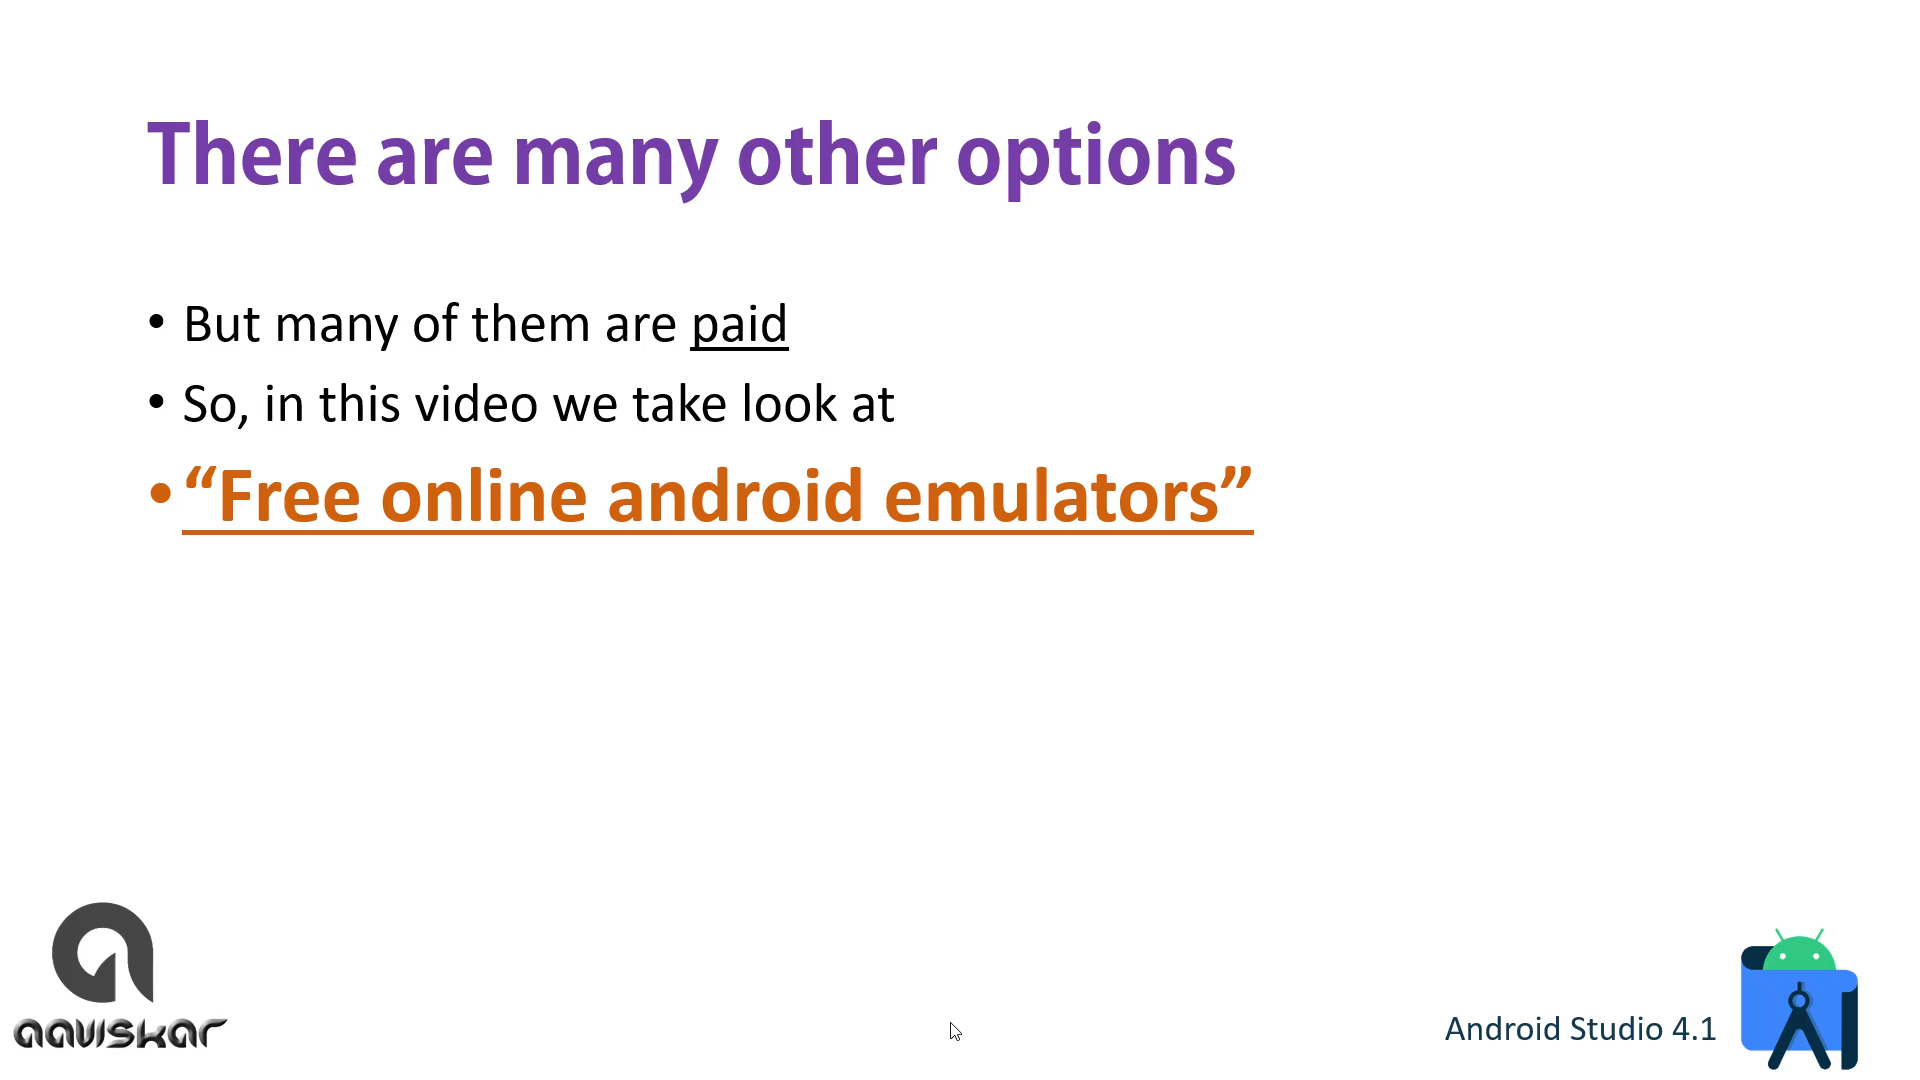 There are many other options
• But many of them are paid
• So, in this video we take look at
• “Free online android emulators”
aaviskar
Android Studio 4.1